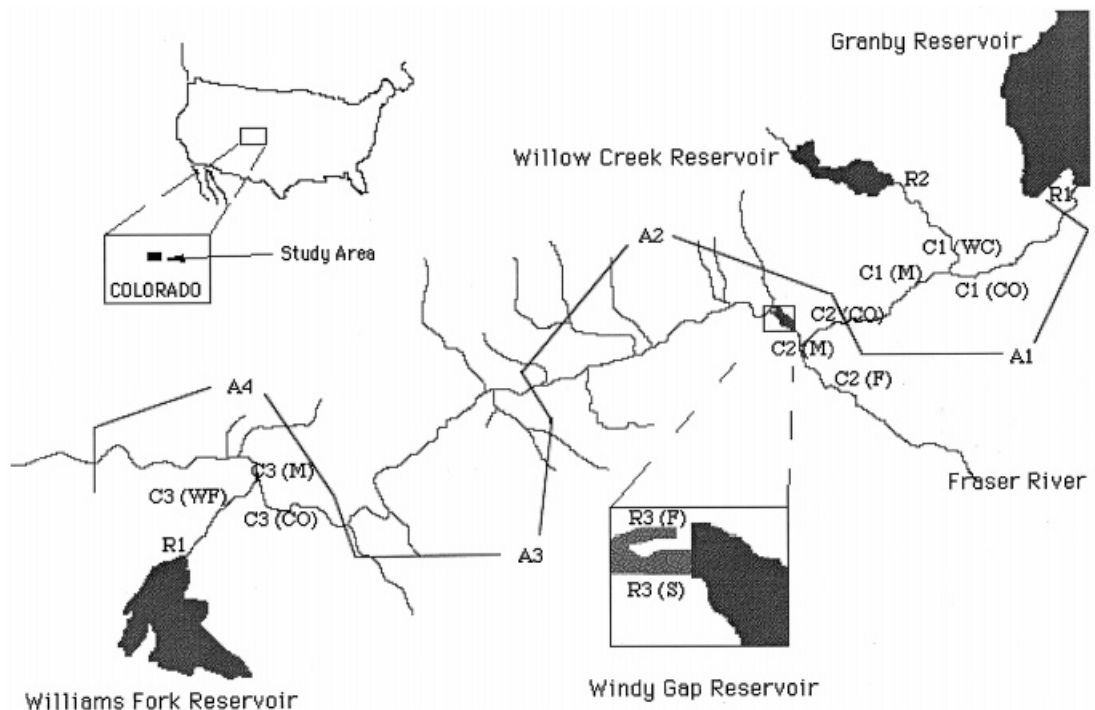 Granby Reservoir
Willow Creek Reservoir
R2
R1
A2
C1 (WC)
Study Area
C1 (M)
C1 (CO)
COLORADO
C2 (CO)
C2 (M)
A1
C2 (F)
A4
C3 (M)
Fraser River
C3 (WF)
C3 (CO)
R3 (F)
R1
A3
R3 (S)
Windy Gap Reservoir
Williams Fork Reservoir